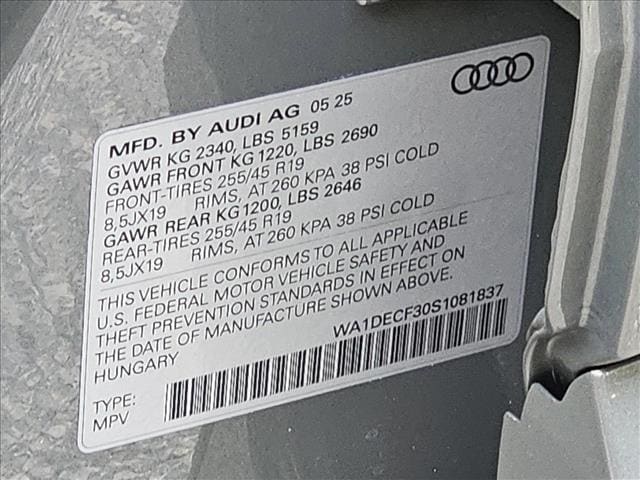 MFD. BY AUDI AG 05 25
GVWR KG 2340, LBS 5159
GAWR FRONT KG 1220, LBS 2690
FRONT-TIRES 255/45 R19
8,5JX19 RIMS, AT 260 KPA 38 PSI COLD
GAWR REAR KG1200, LBS 2646
REAR-TIRES 255/45 R19
8,5JX19 RIMS, AT 260 KPA 38 PSI COLD
THIS VEHICLE CONFORMS TO ALL APPLICABLE
U.S. FEDERAL MOTOR VEHICLE SAFETY AND
THEFT PREVENTION STANDARDS IN EFFECT ON
THE DATE OF MANUFACTURE SHOWN ABOVE.
HUNGARY
WA1DECF30S1081837
TYPE:
MPV